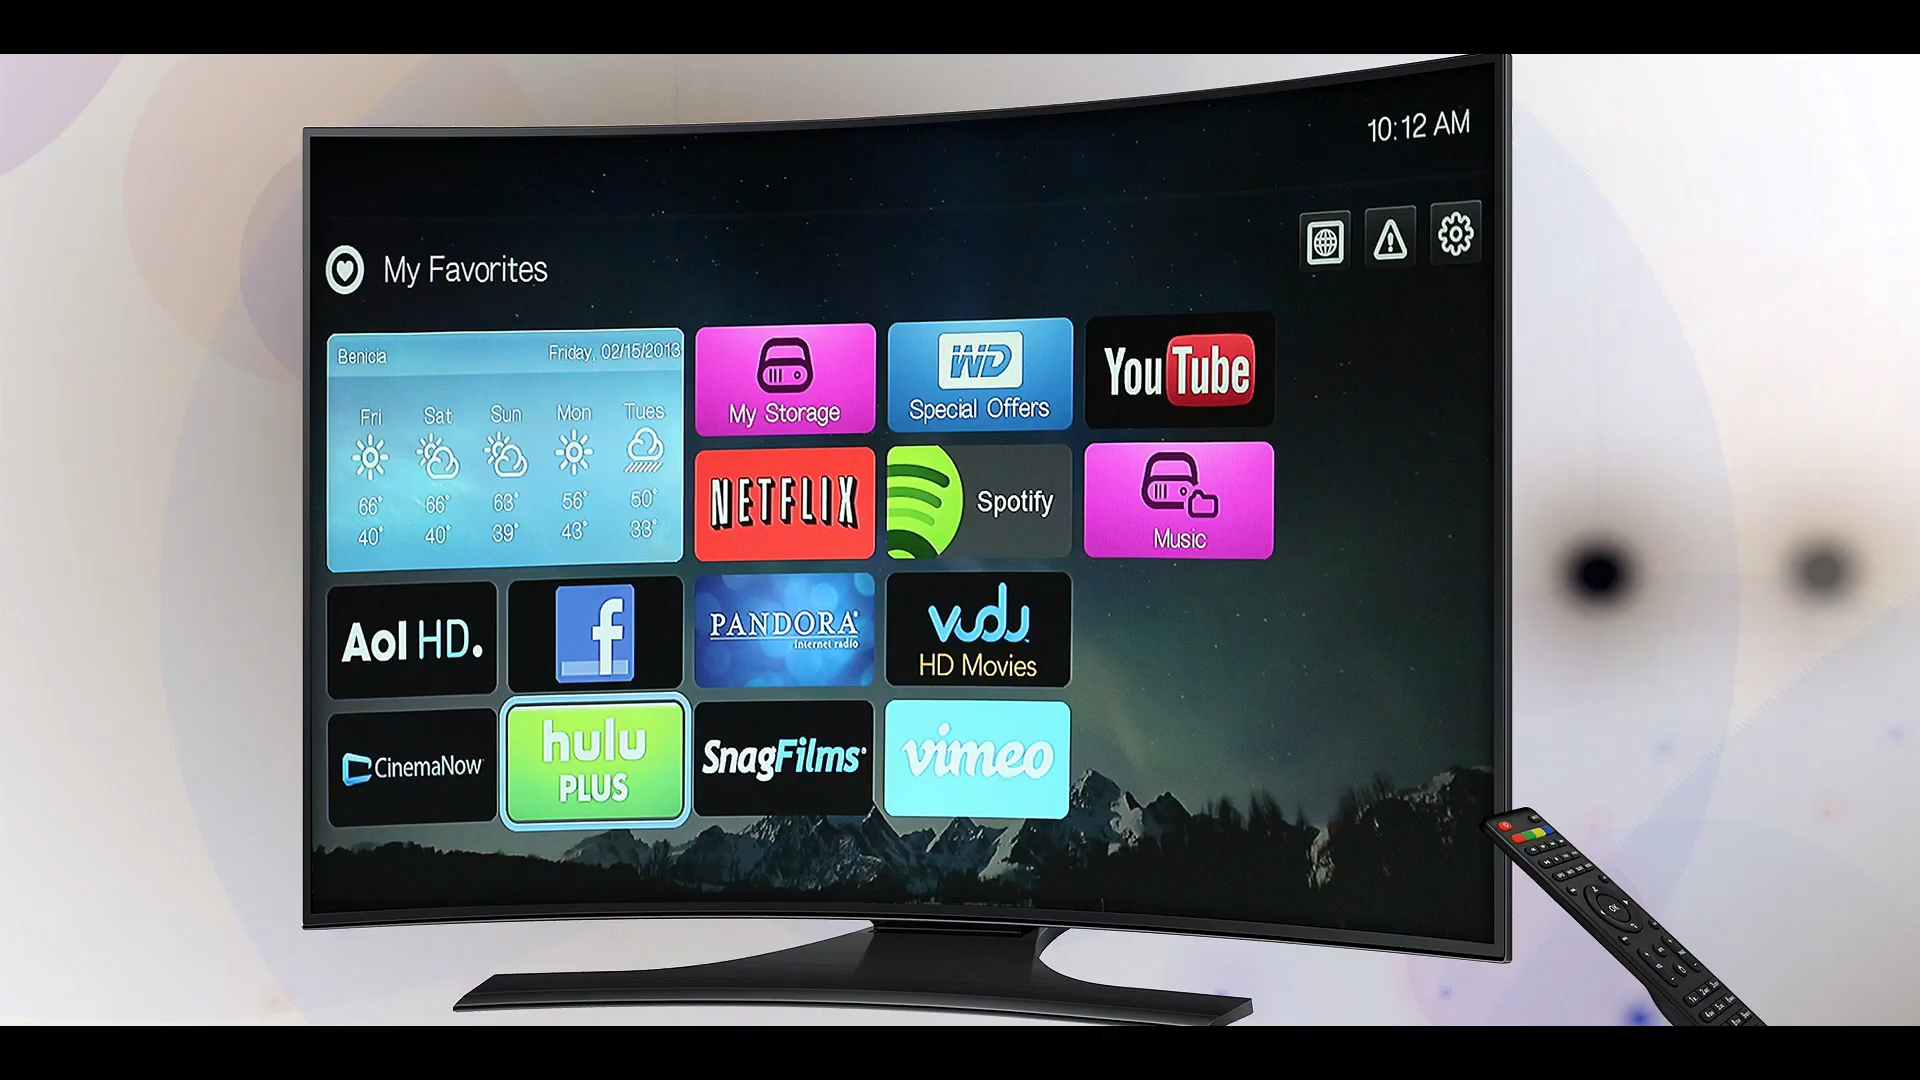 10:12 AM
My Favorites
Benicia
Friday, 02/15/2013
Fri Sat Sun Mon Tues
66° 66° 63° 56° 50°
40° 40° 39° 43° 33°
My Storage
WD
Special Offers
YouTube
NETFLIX
Spotify
Music
Aol HD.
f
PANDORA®
internet radio
vudu
HD Movies
CinemaNow
hulu
PLUS
SnagFilms
vimeo
OK